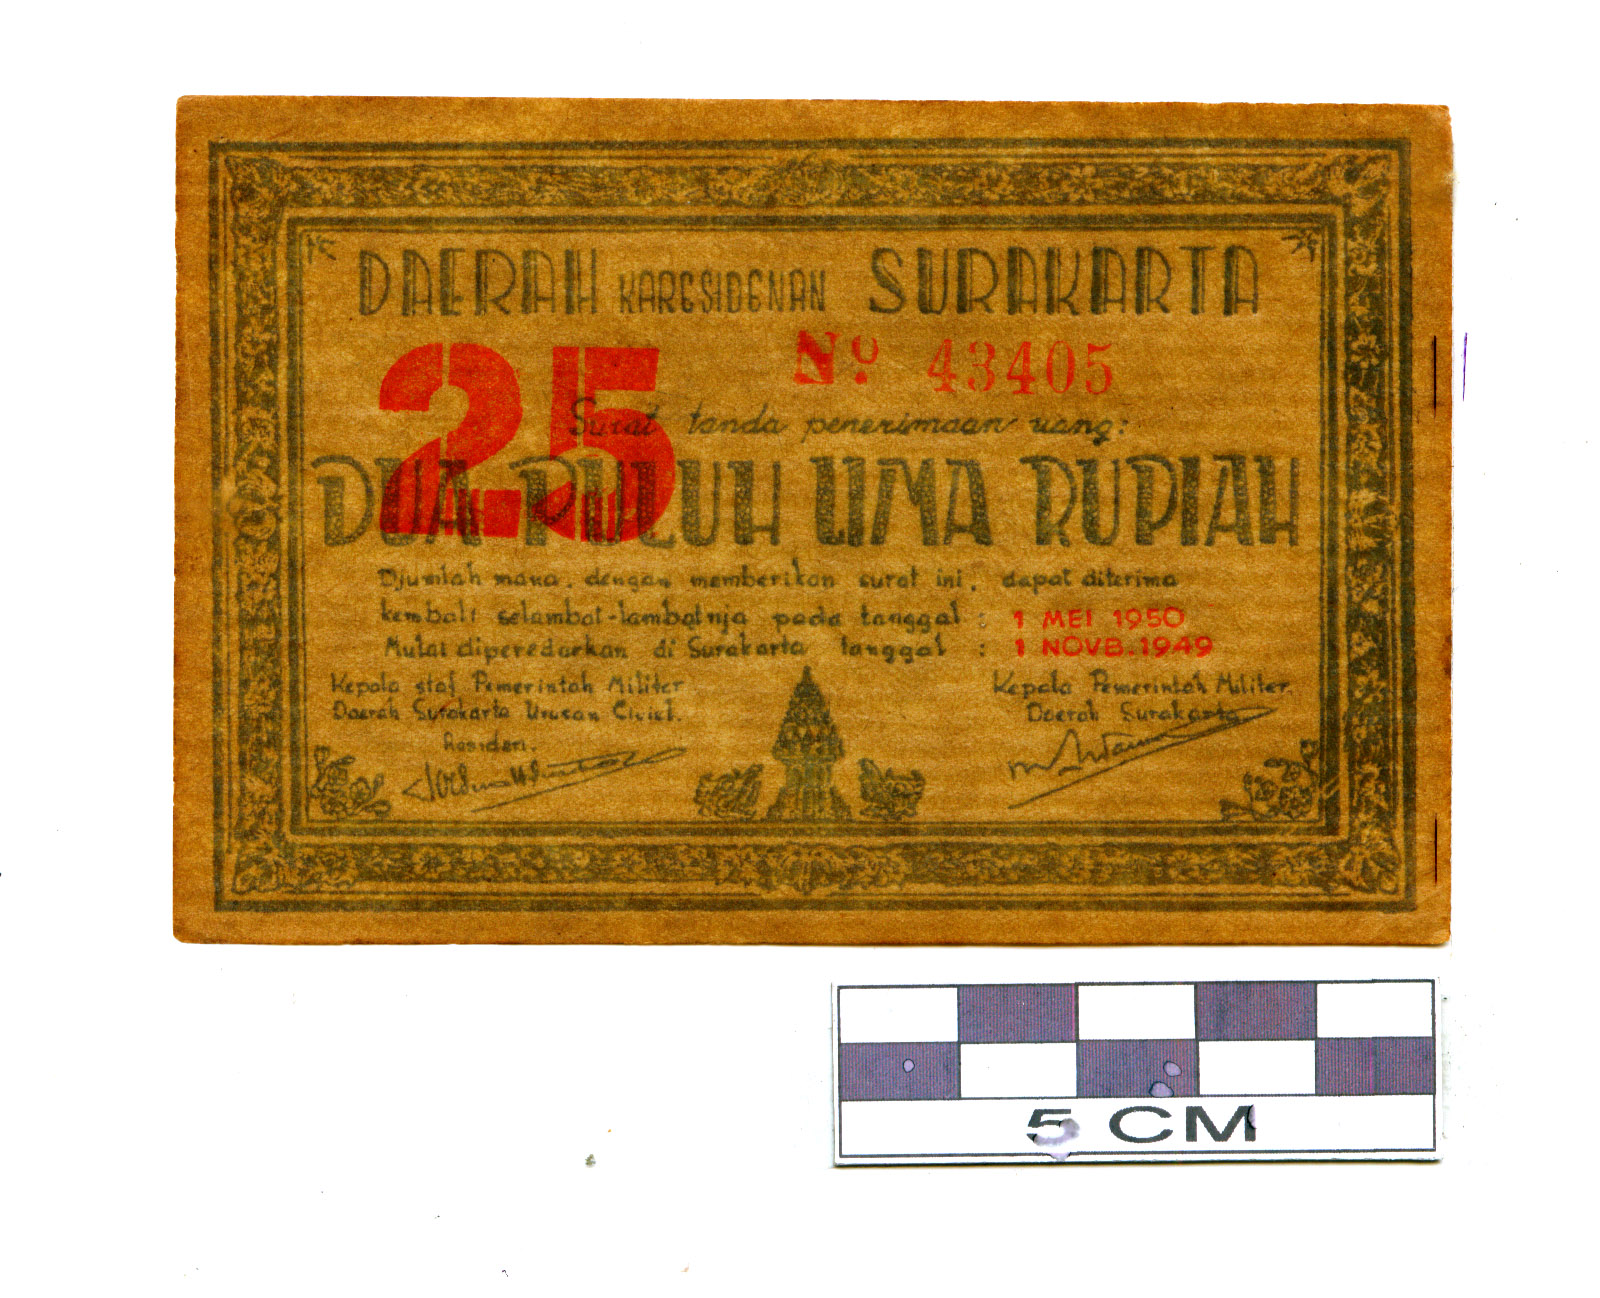 DAERAH KARESIDENAN SURAKARTA
25
No. 43405
Surat tanda penerimaan uang:
DUA PULUH LIMA RUPIAH
Djumlah mana, dengan memberikan surat ini, dapat diterima
kembali selambat-lambatnja pada tanggal : 1 MEI 1950
Mulai diperedarkan di Surakarta tanggal : 1 NOVB. 1949
Kepala staf Pemerintah Militer
Daerah Surakarta Urusan Civiel.
Residen.
Kepala Pemerintah Militer
Daerah Surakarta
5 CM